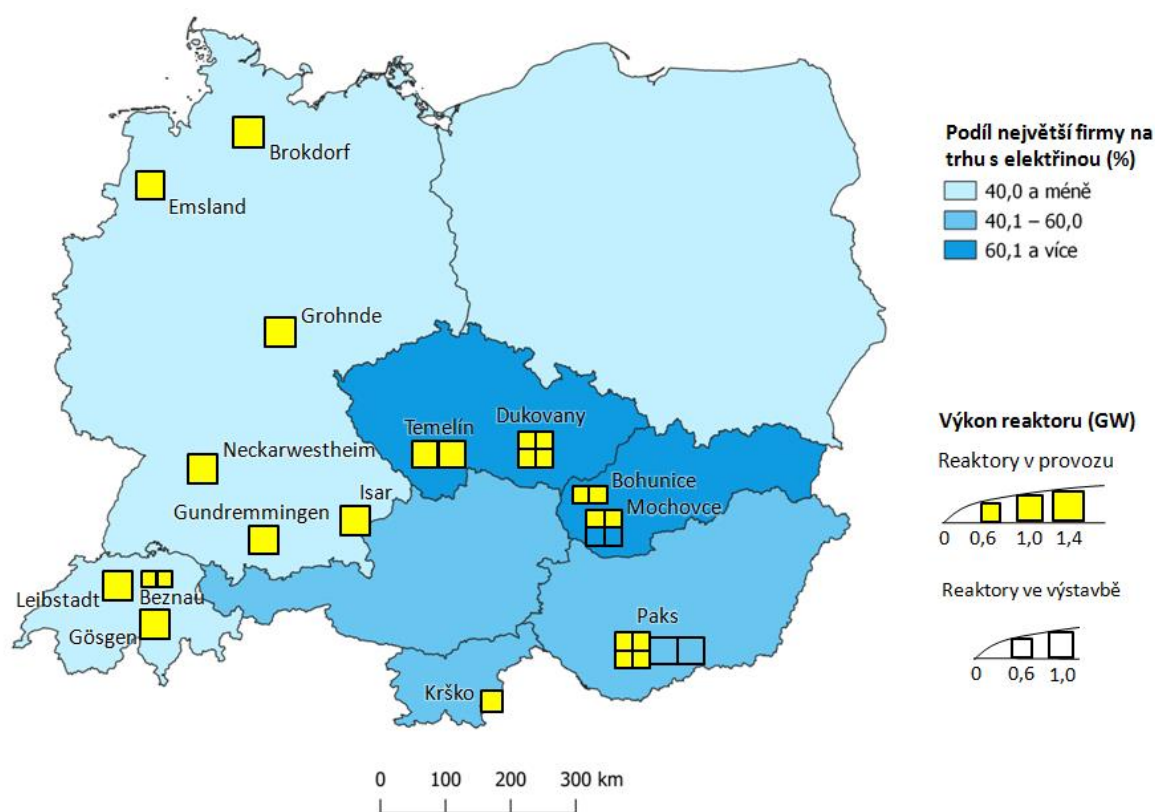 Brokdorf
Emsland
Grohnde
Neckarwestheim
Isar
Gundremmingen
Temelín
Dukovany
Bohunice
Mochovce
Leibstadt
Beznau
Gösgen
Paks
Krško
0 100 200 300 km
Podíl největší firmy na
trhu s elektřinou (%)
40,0 a méně
40,1 – 60,0
60,1 a více
Výkon reaktoru (GW)
Reaktory v provozu
0 0,6 1,0 1,4
Reaktory ve výstavbě
0 0,6 1,0